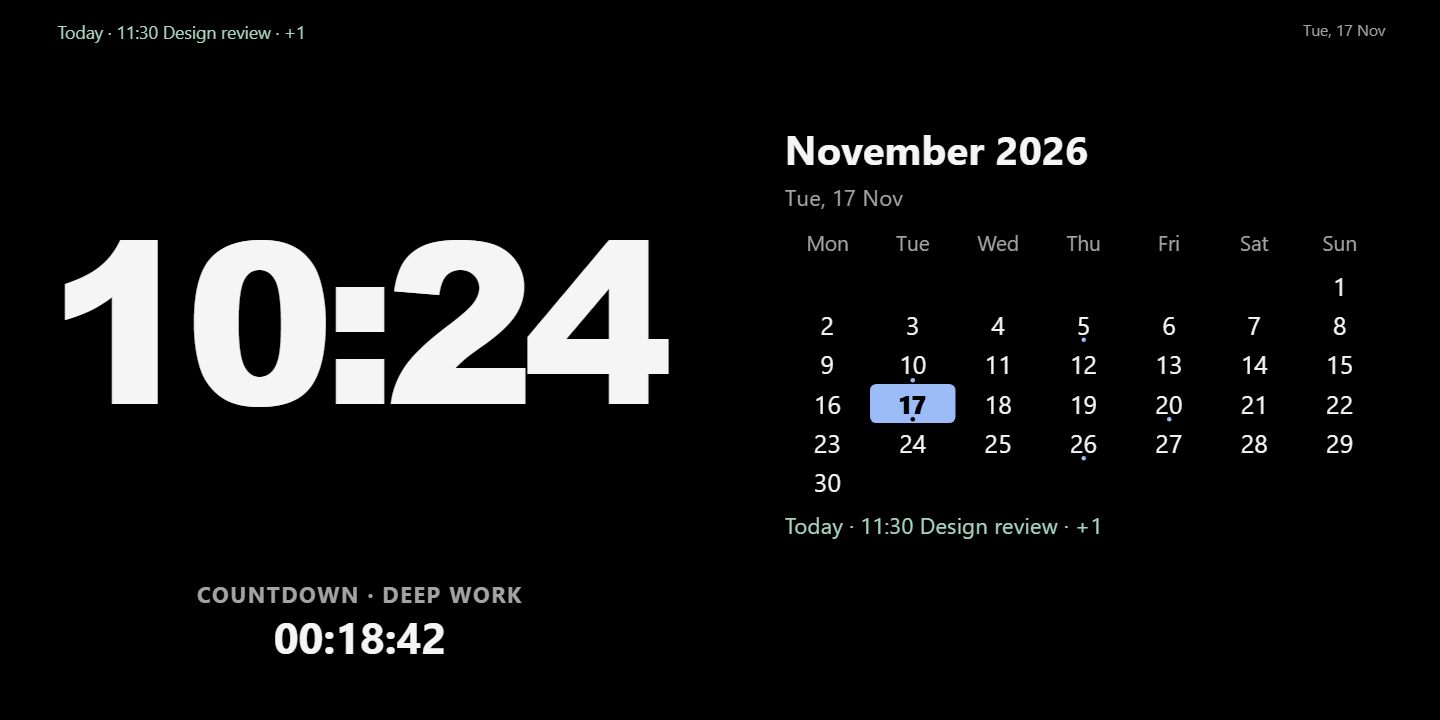 Today · 11:30 Design review · +1
Tue, 17 Nov
10:24
COUNTDOWN · DEEP WORK
00:18:42
November 2026
Tue, 17 Nov
Mon Tue Wed Thu Fri Sat Sun
1
2 3 4 5 6 7 8
9 10 11 12 13 14 15
16 17 18 19 20 21 22
23 24 25 26 27 28 29
30
Today · 11:30 Design review · +1